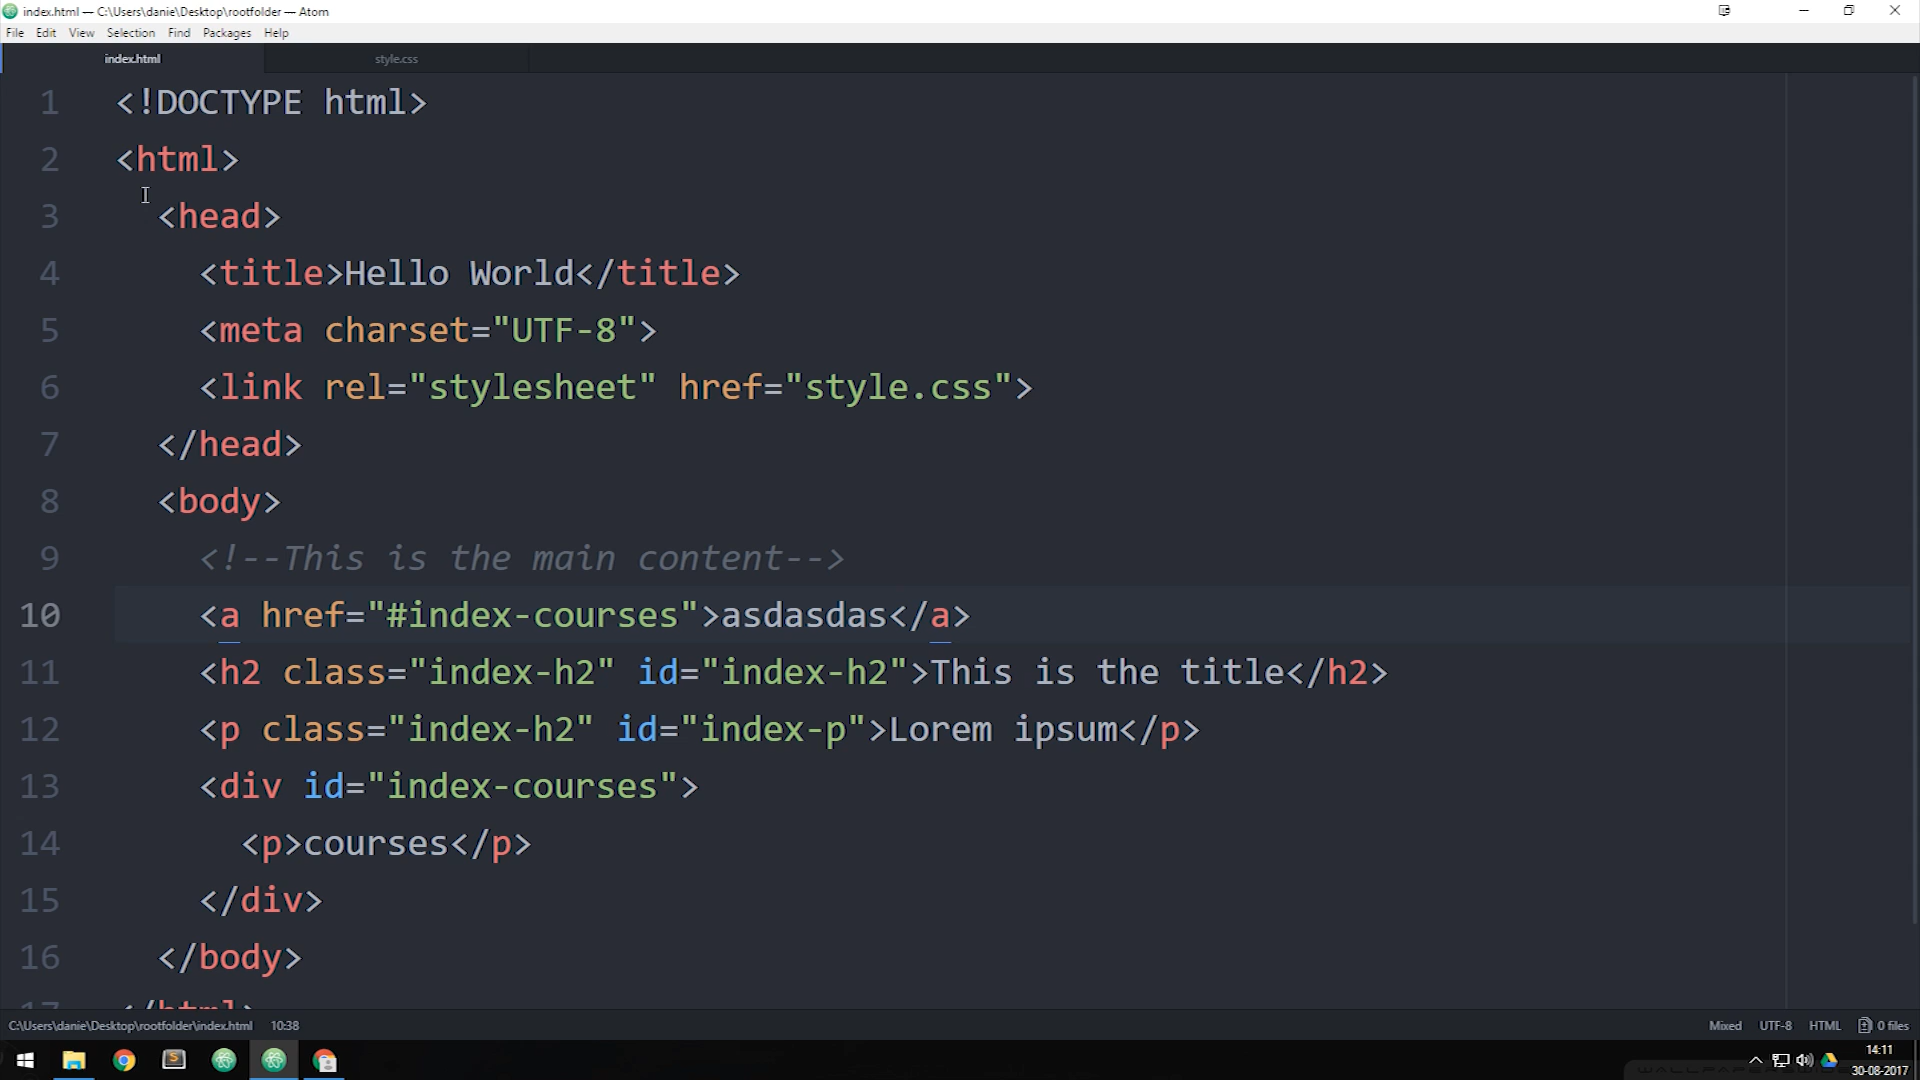 index.html — C:\Users\danie\Desktop\rootfolder — Atom
File Edit View Selection Find Packages Help
index.html style.css
1 <!DOCTYPE html>
2 <html>
3 <head>
4 <title>Hello World</title>
5 <meta charset="UTF-8">
6 <link rel="stylesheet" href="style.css">
7 </head>
8 <body>
9 <!--This is the main content-->
10 <a href="#index-courses">asdasdas</a>
11 <h2 class="index-h2" id="index-h2">This is the title</h2>
12 <p class="index-h2" id="index-p">Lorem ipsum</p>
13 <div id="index-courses">
14 <p>courses</p>
15 </div>
16 </body>
17 </html>
C:\Users\danie\Desktop\rootfolder\index.html 10:38 Mixed UTF-8 HTML 0 files
14:11
30-08-2017